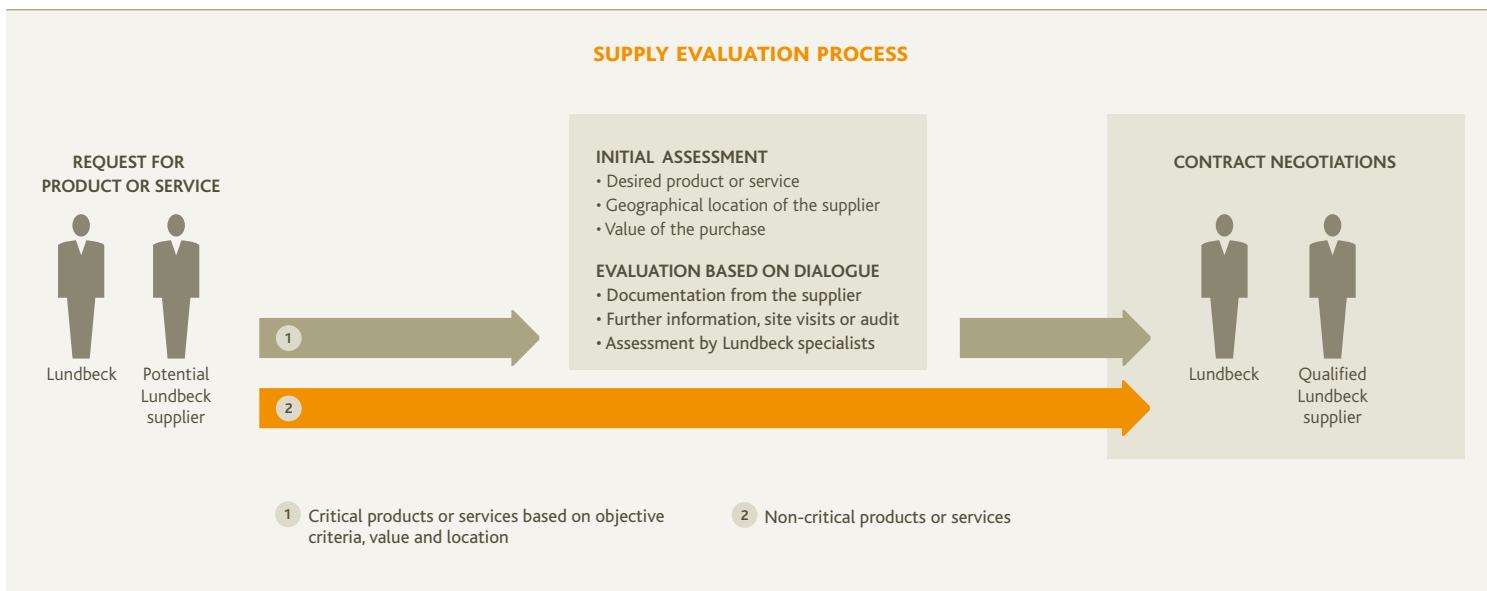 SUPPLY EVALUATION PROCESS
REQUEST FOR
PRODUCT OR SERVICE
Lundbeck
Potential
Lundbeck
supplier
1
2
INITIAL ASSESSMENT
• Desired product or service
• Geographical location of the supplier
• Value of the purchase
EVALUATION BASED ON DIALOGUE
• Documentation from the supplier
• Further information, site visits or audit
• Assessment by Lundbeck specialists
CONTRACT NEGOTIATIONS
Lundbeck
Qualified
Lundbeck
supplier
1 Critical products or services based on objective
criteria, value and location
2 Non-critical products or services